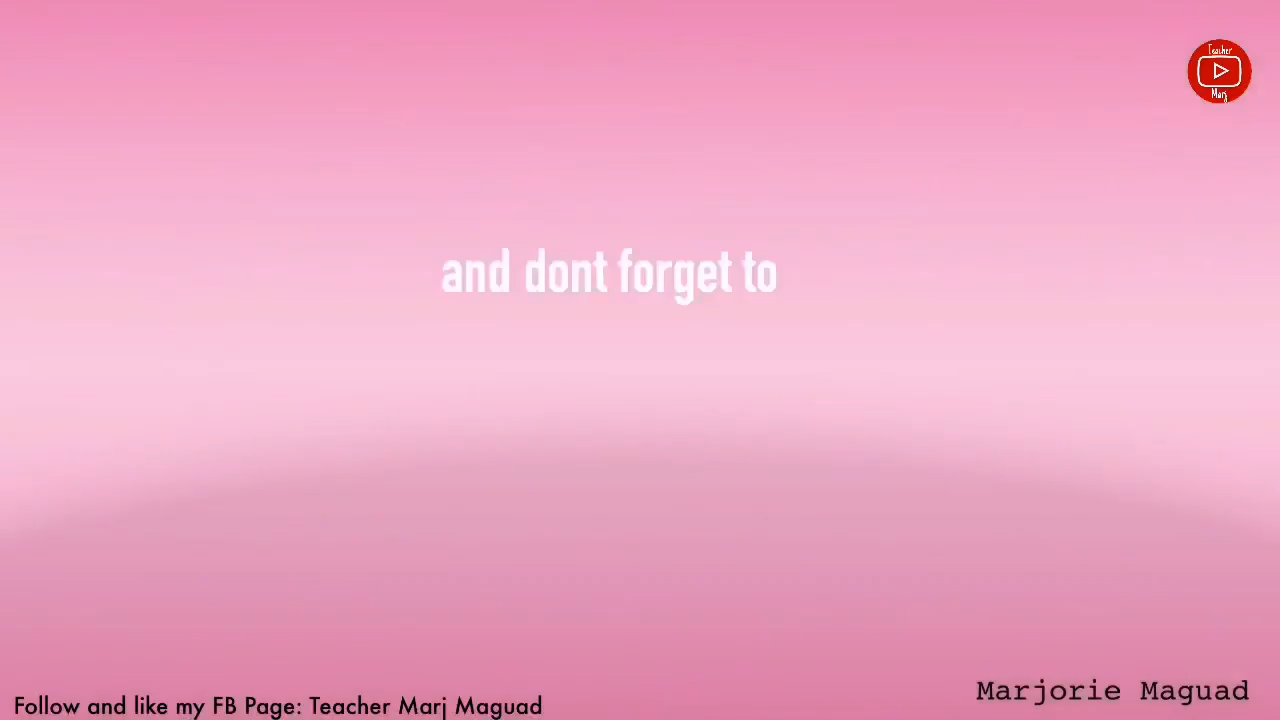 Teacher
Marj
and dont forget to
Marjorie Maguad
Follow and like my FB Page: Teacher Marj Maguad